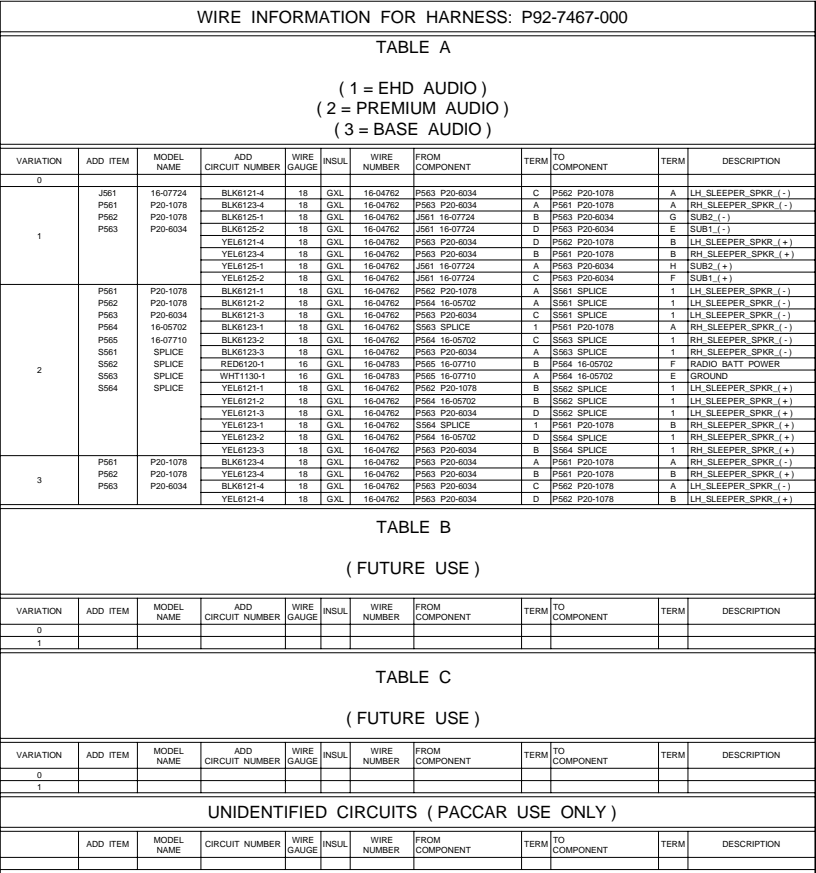 WIRE INFORMATION FOR HARNESS: P92-7467-000
TABLE A
( 1 = EHD AUDIO )
( 2 = PREMIUM AUDIO )
( 3 = BASE AUDIO )
VARIATION ADD ITEM MODEL NAME ADD CIRCUIT NUMBER WIRE GAUGE INSUL WIRE NUMBER FROM COMPONENT TERM TO COMPONENT TERM DESCRIPTION
0
1
J561 16-07724 BLK6121-4 18 GXL 16-04762 P563 P20-6034 C P562 P20-1078 A LH_SLEEPER_SPKR_(-)
P561 P20-1078 BLK6123-4 18 GXL 16-04762 P563 P20-6034 A P561 P20-1078 A RH_SLEEPER_SPKR_(-)
P562 P20-1078 BLK6125-1 18 GXL 16-04762 J561 16-07724 B P563 P20-6034 G SUB2_(-)
P563 P20-6034 BLK6125-2 18 GXL 16-04762 J561 16-07724 D P563 P20-6034 E SUB1_(-)
YEL6121-4 18 GXL 16-04762 P563 P20-6034 D P562 P20-1078 B LH_SLEEPER_SPKR_(+)
YEL6123-4 18 GXL 16-04762 P563 P20-6034 B P561 P20-1078 B RH_SLEEPER_SPKR_(+)
YEL6125-1 18 GXL 16-04762 J561 16-07724 A P563 P20-6034 H SUB2_(+)
YEL6125-2 18 GXL 16-04762 J561 16-07724 C P563 P20-6034 F SUB1_(+)
2
P561 P20-1078 BLK6121-1 18 GXL 16-04762 P562 P20-1078 A S561 SPLICE 1 LH_SLEEPER_SPKR_(-)
P562 P20-1078 BLK6121-2 18 GXL 16-04762 P564 16-05702 A S561 SPLICE 1 LH_SLEEPER_SPKR_(-)
P563 P20-6034 BLK6121-3 18 GXL 16-04762 P563 P20-6034 C S561 SPLICE 1 LH_SLEEPER_SPKR_(-)
P564 16-05702 BLK6123-1 18 GXL 16-04762 S563 SPLICE 1 P561 P20-1078 A RH_SLEEPER_SPKR_(-)
P565 16-07710 BLK6123-2 18 GXL 16-04762 P564 16-05702 C S563 SPLICE 1 RH_SLEEPER_SPKR_(-)
S561 SPLICE BLK6123-3 18 GXL 16-04762 P563 P20-6034 A S563 SPLICE 1 RH_SLEEPER_SPKR_(-)
S562 SPLICE RED6120-1 16 GXL 16-04783 P565 16-07710 B P564 16-05702 F RADIO BATT POWER
S563 SPLICE WHT1130-1 16 GXL 16-04783 P565 16-07710 A P564 16-05702 E GROUND
S564 SPLICE YEL6121-1 18 GXL 16-04762 P562 P20-1078 B S562 SPLICE 1 LH_SLEEPER_SPKR_(+)
YEL6121-2 18 GXL 16-04762 P564 16-05702 B S562 SPLICE 1 LH_SLEEPER_SPKR_(+)
YEL6121-3 18 GXL 16-04762 P563 P20-6034 D S562 SPLICE 1 LH_SLEEPER_SPKR_(+)
YEL6123-1 18 GXL 16-04762 S564 SPLICE 1 P561 P20-1078 B RH_SLEEPER_SPKR_(+)
YEL6123-2 18 GXL 16-04762 P564 16-05702 D S564 SPLICE 1 RH_SLEEPER_SPKR_(+)
YEL6123-3 18 GXL 16-04762 P563 P20-6034 B S564 SPLICE 1 RH_SLEEPER_SPKR_(+)
3
P561 P20-1078 BLK6123-4 18 GXL 16-04762 P563 P20-6034 A P561 P20-1078 A RH_SLEEPER_SPKR_(-)
P562 P20-1078 YEL6123-4 18 GXL 16-04762 P563 P20-6034 B P561 P20-1078 B RH_SLEEPER_SPKR_(+)
P563 P20-6034 BLK6121-4 18 GXL 16-04762 P563 P20-6034 C P562 P20-1078 A LH_SLEEPER_SPKR_(-)
YEL6121-4 18 GXL 16-04762 P563 P20-6034 D P562 P20-1078 B LH_SLEEPER_SPKR_(+)
TABLE B
( FUTURE USE )
VARIATION ADD ITEM MODEL NAME ADD CIRCUIT NUMBER WIRE GAUGE INSUL WIRE NUMBER FROM COMPONENT TERM TO COMPONENT TERM DESCRIPTION
0
1
TABLE C
( FUTURE USE )
VARIATION ADD ITEM MODEL NAME ADD CIRCUIT NUMBER WIRE GAUGE INSUL WIRE NUMBER FROM COMPONENT TERM TO COMPONENT TERM DESCRIPTION
0
1
UNIDENTIFIED CIRCUITS ( PACCAR USE ONLY )
ADD ITEM MODEL NAME CIRCUIT NUMBER WIRE GAUGE INSUL WIRE NUMBER FROM COMPONENT TERM TO COMPONENT TERM DESCRIPTION